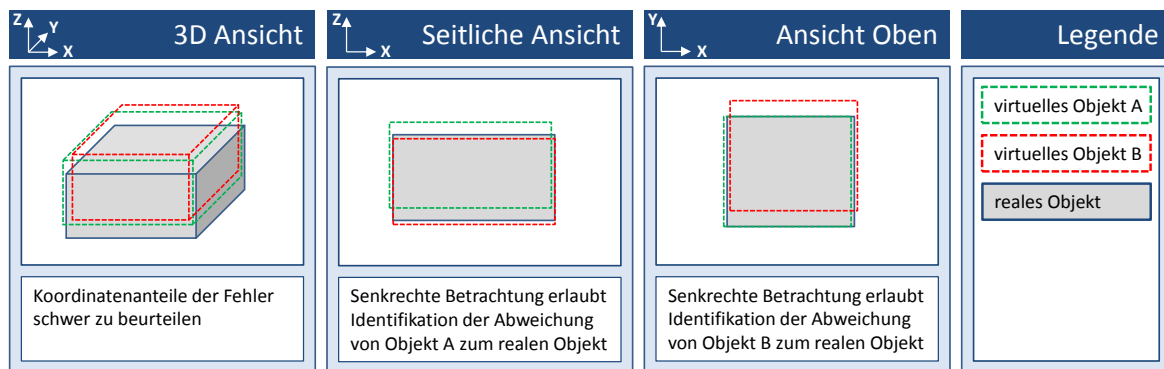 Z
Y
X
3D Ansicht
Koordinatenanteile der Fehler
schwer zu beurteilen
Z
X
Seitliche Ansicht
Senkrechte Betrachtung erlaubt
Identifikation der Abweichung
von Objekt A zum realen Objekt
Y
X
Ansicht Oben
Senkrechte Betrachtung erlaubt
Identifikation der Abweichung
von Objekt B zum realen Objekt
Legende
virtuelles Objekt A
virtuelles Objekt B
reales Objekt